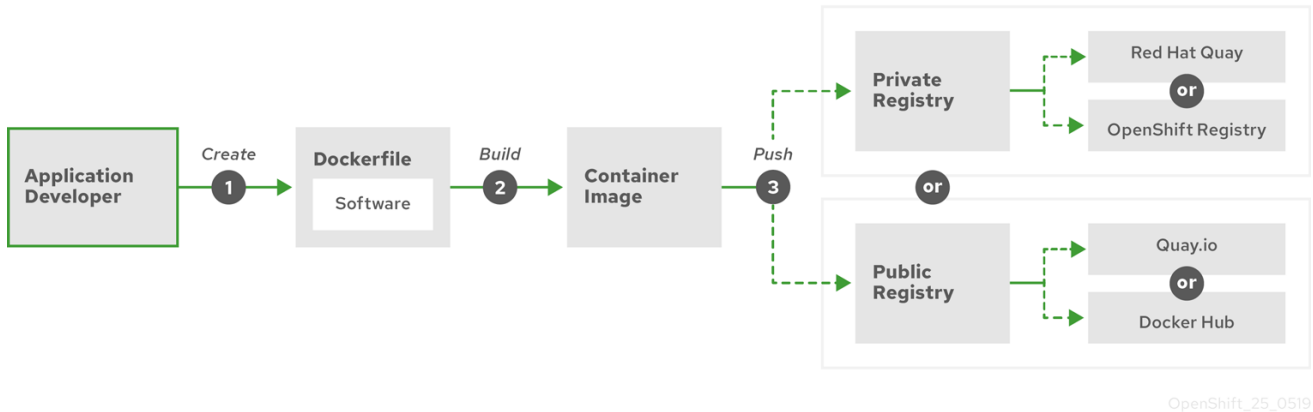 Application
Developer
Create
1
Dockerfile
Software
Build
2
Container
Image
Push
3
Private
Registry
Red Hat Quay
or
OpenShift Registry
or
Public
Registry
Quay.io
or
Docker Hub
OpenShift_25_0519